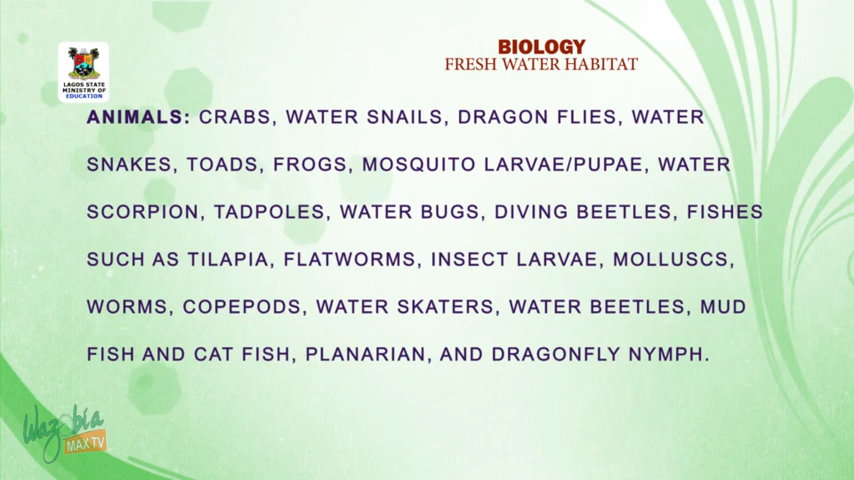 BIOLOGY
FRESH WATER HABITAT
LAGOS STATE
MINISTRY OF
EDUCATION
ANIMALS: CRABS, WATER SNAILS, DRAGON FLIES, WATER
SNAKES, TOADS, FROGS, MOSQUITO LARVAE/PUPAE, WATER
SCORPION, TADPOLES, WATER BUGS, DIVING BEETLES, FISHES
SUCH AS TILAPIA, FLATWORMS, INSECT LARVAE, MOLLUSCS,
WORMS, COPEPODS, WATER SKATERS, WATER BEETLES, MUD
FISH AND CAT FISH, PLANARIAN, AND DRAGONFLY NYMPH.
Wazobia
MAX TV